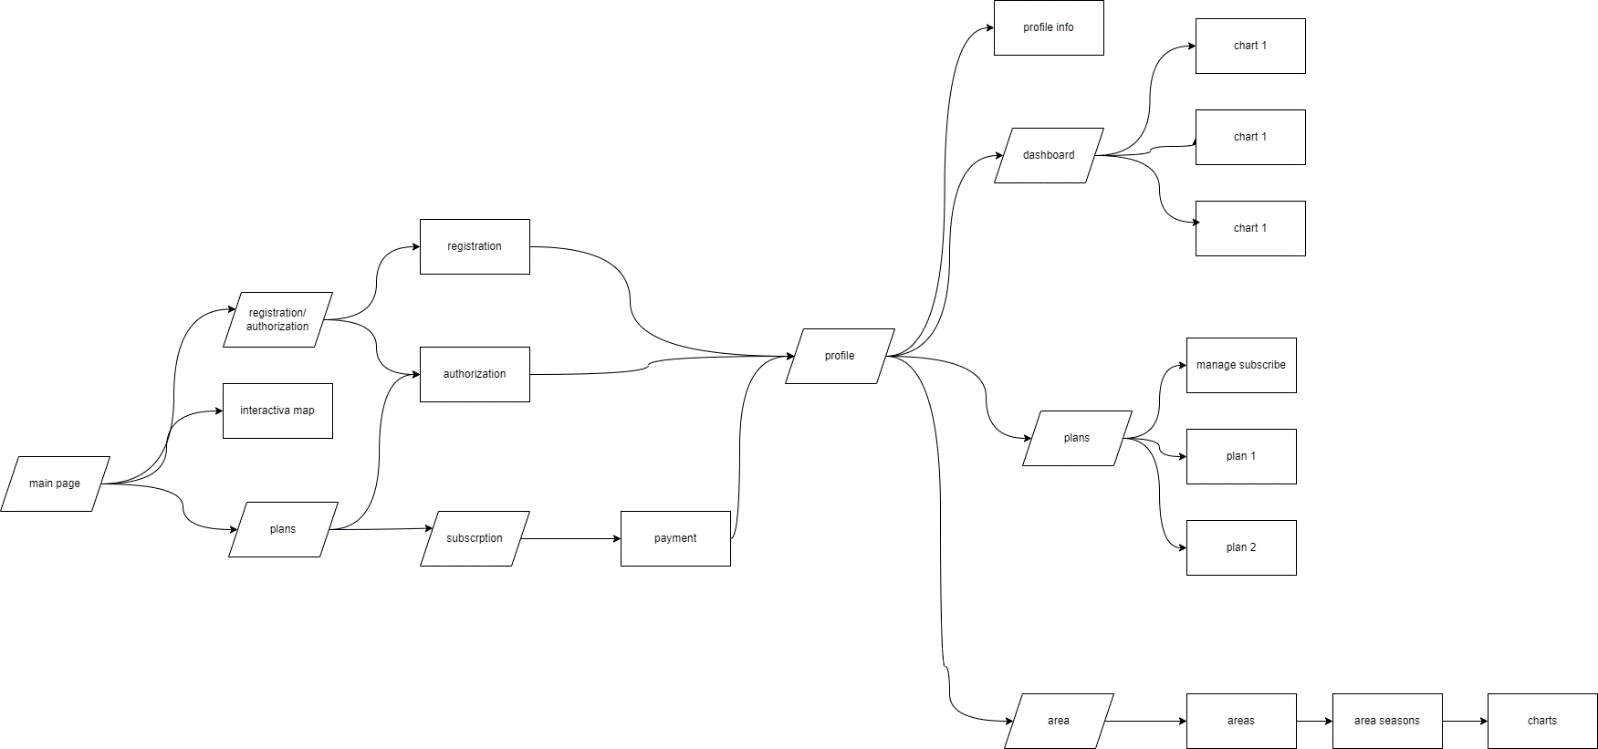 profile info
chart 1
chart 1
dashboard
chart 1
registration
registration/
authorization
profile
manage subscribe
authorization
interactiva map
plans
plan 1
main page
plans
subscrption
payment
plan 2
area
areas
area seasons
charts